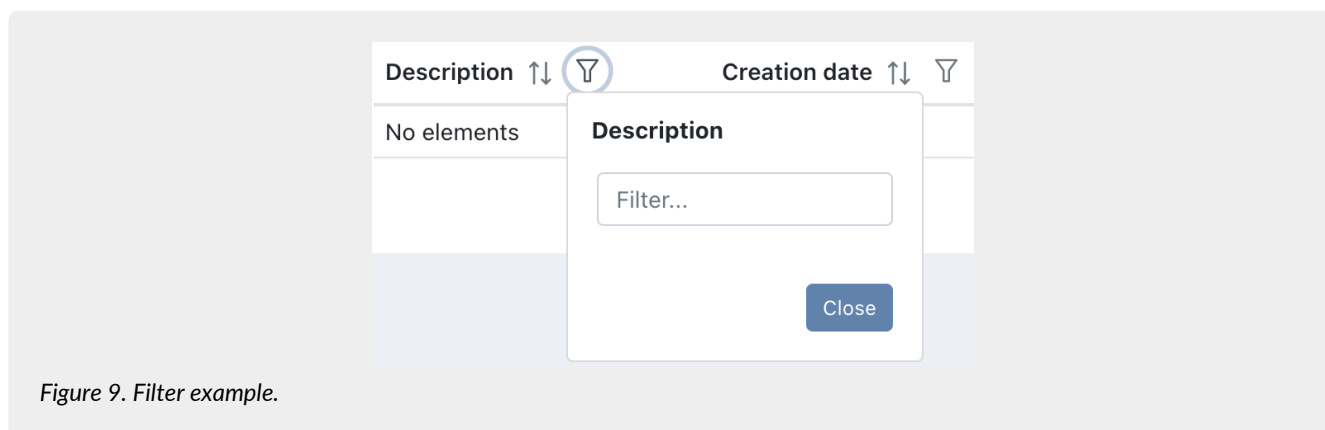 Description Creation date
No elements
Description
Filter...
Close
Figure 9. Filter example.